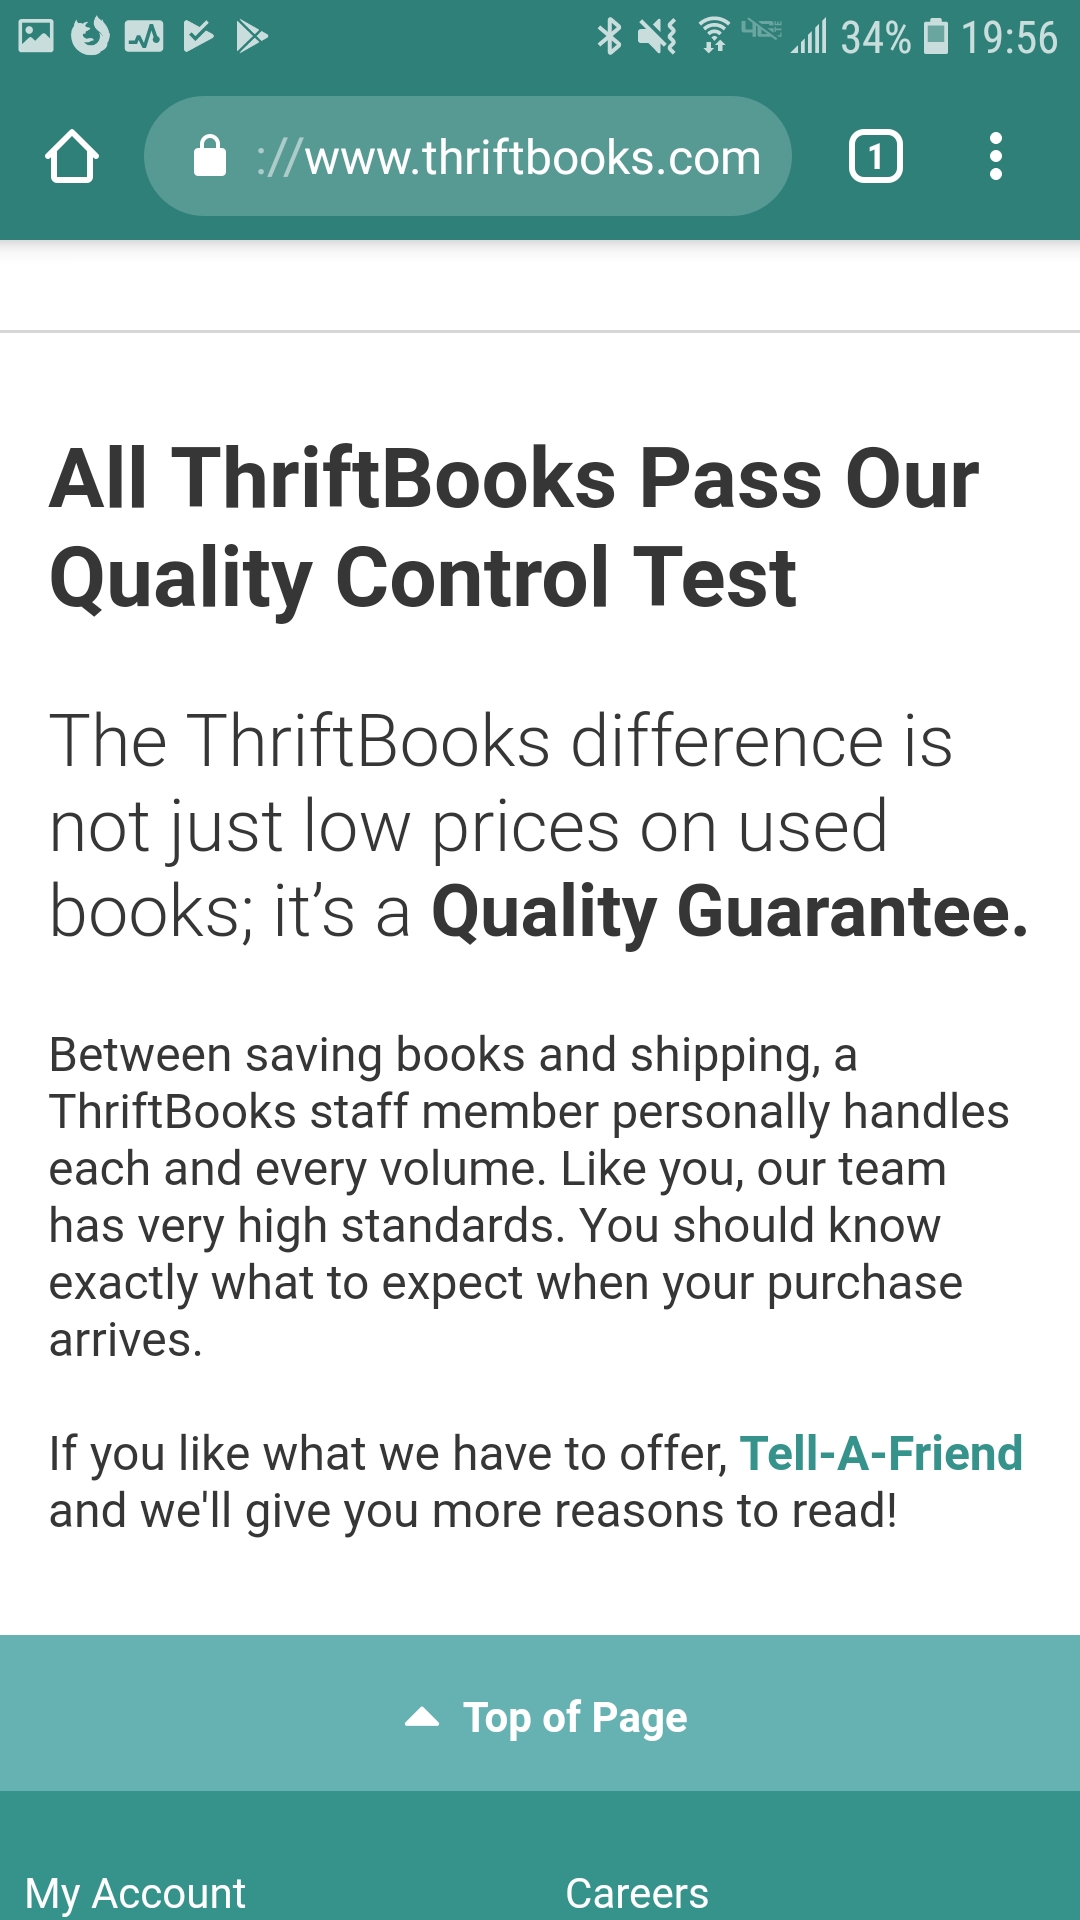 34% 19:56
://www.thriftbooks.com 1
All ThriftBooks Pass Our
Quality Control Test
The ThriftBooks difference is
not just low prices on used
books; it’s a Quality Guarantee.
Between saving books and shipping, a
ThriftBooks staff member personally handles
each and every volume. Like you, our team
has very high standards. You should know
exactly what to expect when your purchase
arrives.
If you like what we have to offer, Tell-A-Friend
and we'll give you more reasons to read!
Top of Page
My Account Careers